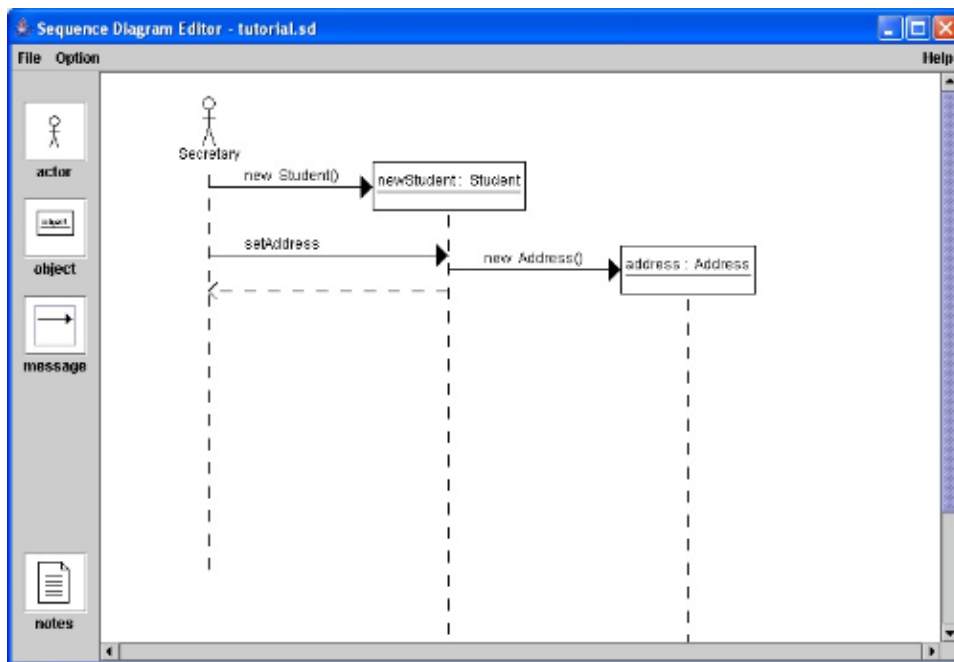 Sequence Diagram Editor - tutorial.sd
File Option Help
actor
object
message
notes
Secretary
new Student()
newStudent : Student
setAddress
new Address()
address : Address